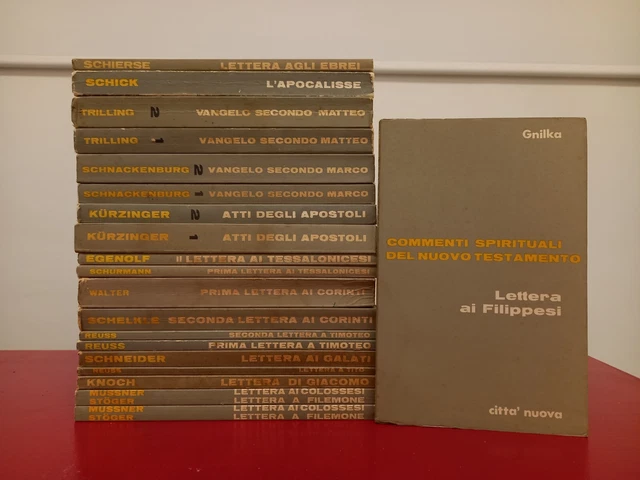 SCHIERSE LETTERA AGLI EBREI
SCHICK L'APOCALISSE
TRILLING 2 VANGELO SECONDO MATTEO
TRILLING 1 VANGELO SECONDO MATTEO
SCHNACKENBURG 2 VANGELO SECONDO MARCO
SCHNACKENBURG 1 VANGELO SECONDO MARCO
KÜRZINGER 2 ATTI DEGLI APOSTOLI
KÜRZINGER 1 ATTI DEGLI APOSTOLI
EGENOLF II LETTERA AI TESSALONICESI
SCHÜRMANN PRIMA LETTERA AI TESSALONICESI
WALTER PRIMA LETTERA AI CORINTI
SCHELKLE SECONDA LETTERA AI CORINTI
REUSS SECONDA LETTERA A TIMOTEO
REUSS PRIMA LETTERA A TIMOTEO
SCHNEIDER LETTERA AI GALATI
REUSS LETTERA A TITO
KNOCH LETTERA DI GIACOMO
MUSSNER LETTERA AI COLOSSESI
STÖGER LETTERA A FILEMONE
MUSSNER LETTERA AI COLOSSESI
STÖGER LETTERA A FILEMONE
Gnilka
COMMENTI SPIRITUALI
DEL NUOVO TESTAMENTO
Lettera
ai Filippesi
citta' nuova